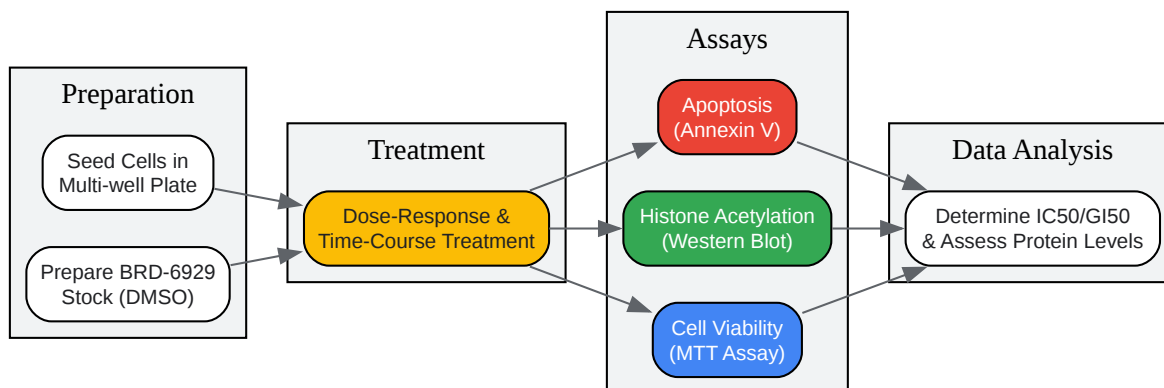 Preparation
Seed Cells in
Multi-well Plate
Prepare BRD-6929
Stock (DMSO)
Treatment
Dose-Response &
Time-Course Treatment
Assays
Apoptosis
(Annexin V)
Histone Acetylation
(Western Blot)
Cell Viability
(MTT Assay)
Data Analysis
Determine IC50/GI50
& Assess Protein Levels